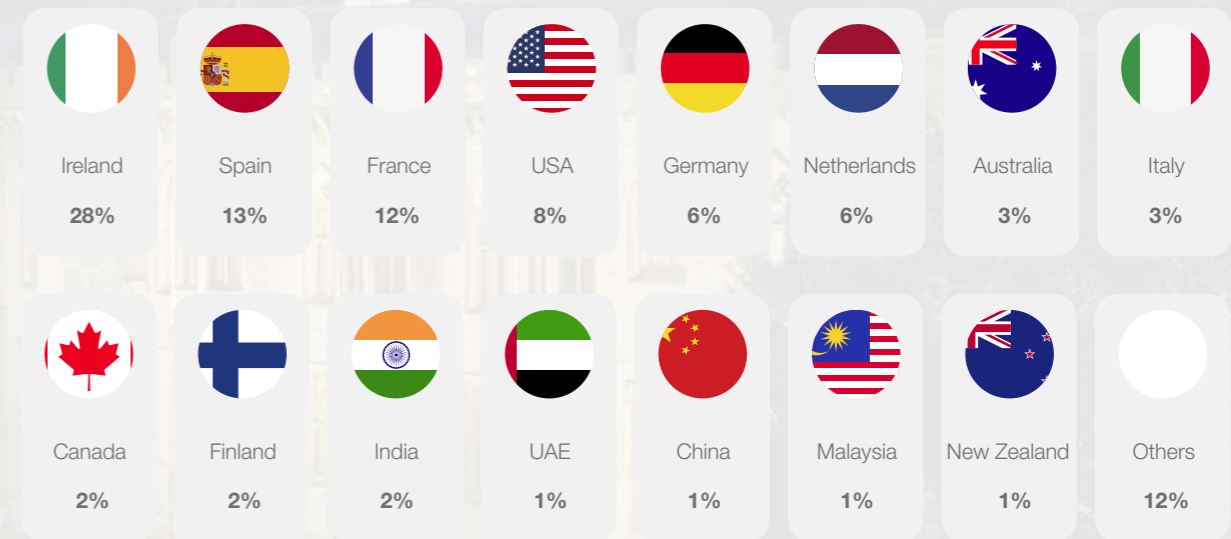 Ireland Spain France USA Germany Netherlands Australia Italy
28% 13% 12% 8% 6% 6% 3% 3%
Canada Finland India UAE China Malaysia New Zealand Others
2% 2% 2% 1% 1% 1% 1% 12%